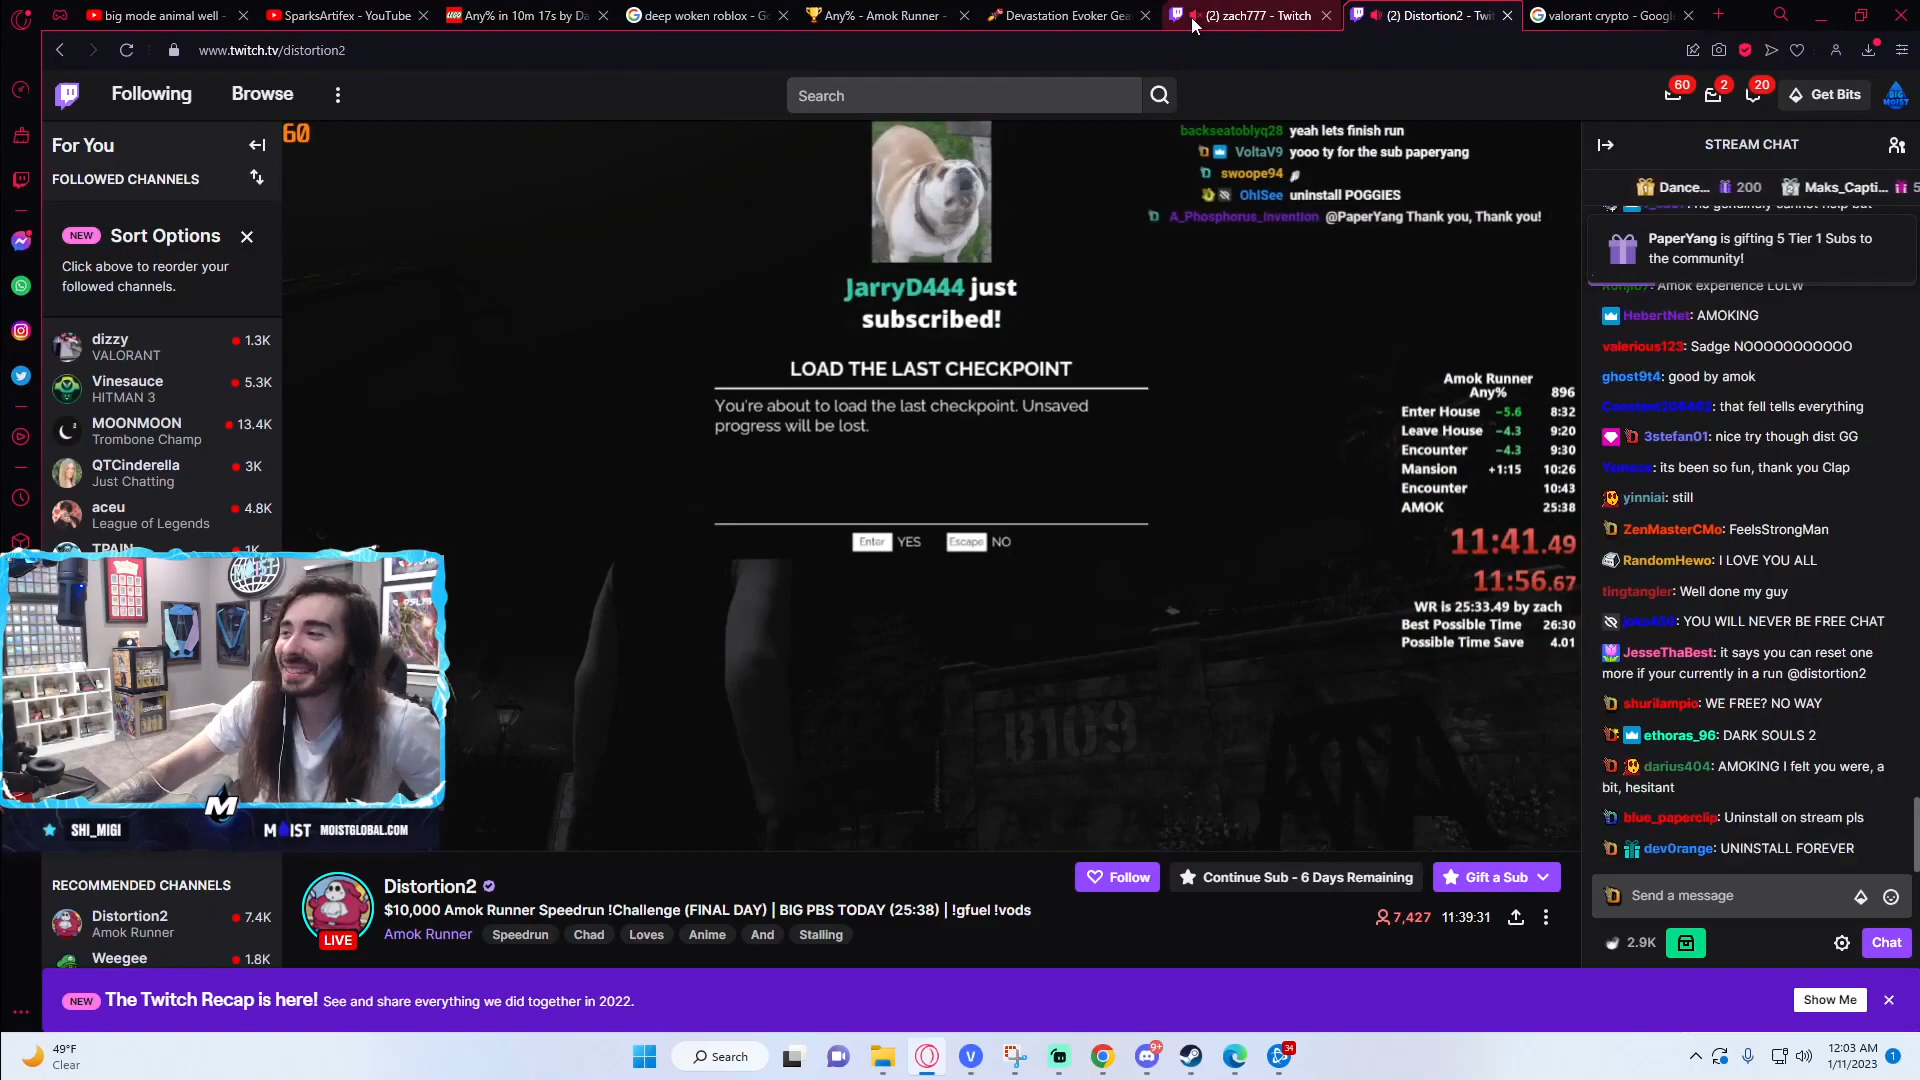 big mode animal well -
SparksArtifex - YouTube
Any% in 10m 17s by Da
deep woken roblox - Go
Any% - Amok Runner -
Devastation Evoker Gea
(2) zach777 - Twitch
(2) Distortion2 - Twit
valorant crypto - Google
www.twitch.tv/distortion2
Following
Browse
Search
60
2
20
Get Bits
For You
FOLLOWED CHANNELS
NEW Sort Options
Click above to reorder your
followed channels.
dizzy
VALORANT
1.3K
Vinesauce
HITMAN 3
5.3K
MOONMOON
Trombone Champ
13.4K
QTCinderella
Just Chatting
3K
aceu
League of Legends
4.8K
TPAIN
1K
SHI_MIGI
MOIST MOISTGLOBAL.COM
RECOMMENDED CHANNELS
Distortion2
Amok Runner
7.4K
Weegee
1.8K
60
backseatoblyq28 yeah lets finish run
VoltaV9 yooo ty for the sub paperyang
swoope94
OhISee uninstall POGGIES
A_Phosphorus_Invention @PaperYang Thank you, Thank you!
JarryD444 just
subscribed!
LOAD THE LAST CHECKPOINT
You're about to load the last checkpoint. Unsaved
progress will be lost.
Enter YES Escape NO
B109
Amok Runner
Any% 896
Enter House -5.6 8:32
Leave House -4.3 9:20
Encounter -4.3 9:30
Mansion +1:15 10:26
Encounter 10:43
AMOK 25:38
11:41.49
11:56.67
WR is 25:33.49 by zach
Best Possible Time 26:30
Possible Time Save 4.01
Distortion2
$10,000 Amok Runner Speedrun !Challenge (FINAL DAY) | BIG PBS TODAY (25:38) | !gfuel !vods
Amok Runner Speedrun Chad Loves Anime And Stalling
LIVE
Follow
Continue Sub - 6 Days Remaining
Gift a Sub
7,427 11:39:31
STREAM CHAT
Dance... 200 Maks_Capti... 5
PaperYang is gifting 5 Tier 1 Subs to
the community!
Amok experience LULW
HebertNet: AMOKING
valerious123: Sadge NOOOOOOOOOO
ghost9t4: good by amok
that fell tells everything
3stefan01: nice try though dist GG
its been so fun, thank you Clap
yinniai: still
ZenMasterCMo: FeelsStrongMan
RandomHewo: I LOVE YOU ALL
tingtangler: Well done my guy
YOU WILL NEVER BE FREE CHAT
JesseThaBest: it says you can reset one
more if your currently in a run @distortion2
shurilampio: WE FREE? NO WAY
ethoras_96: DARK SOULS 2
darius404: AMOKING I felt you were, a
bit, hesitant
blue_paperclip: Uninstall on stream pls
dev0range: UNINSTALL FOREVER
Send a message
2.9K
Chat
NEW The Twitch Recap is here! See and share everything we did together in 2022.
Show Me
49°F
Clear
Search
9+
34
12:03 AM
1/11/2023
1